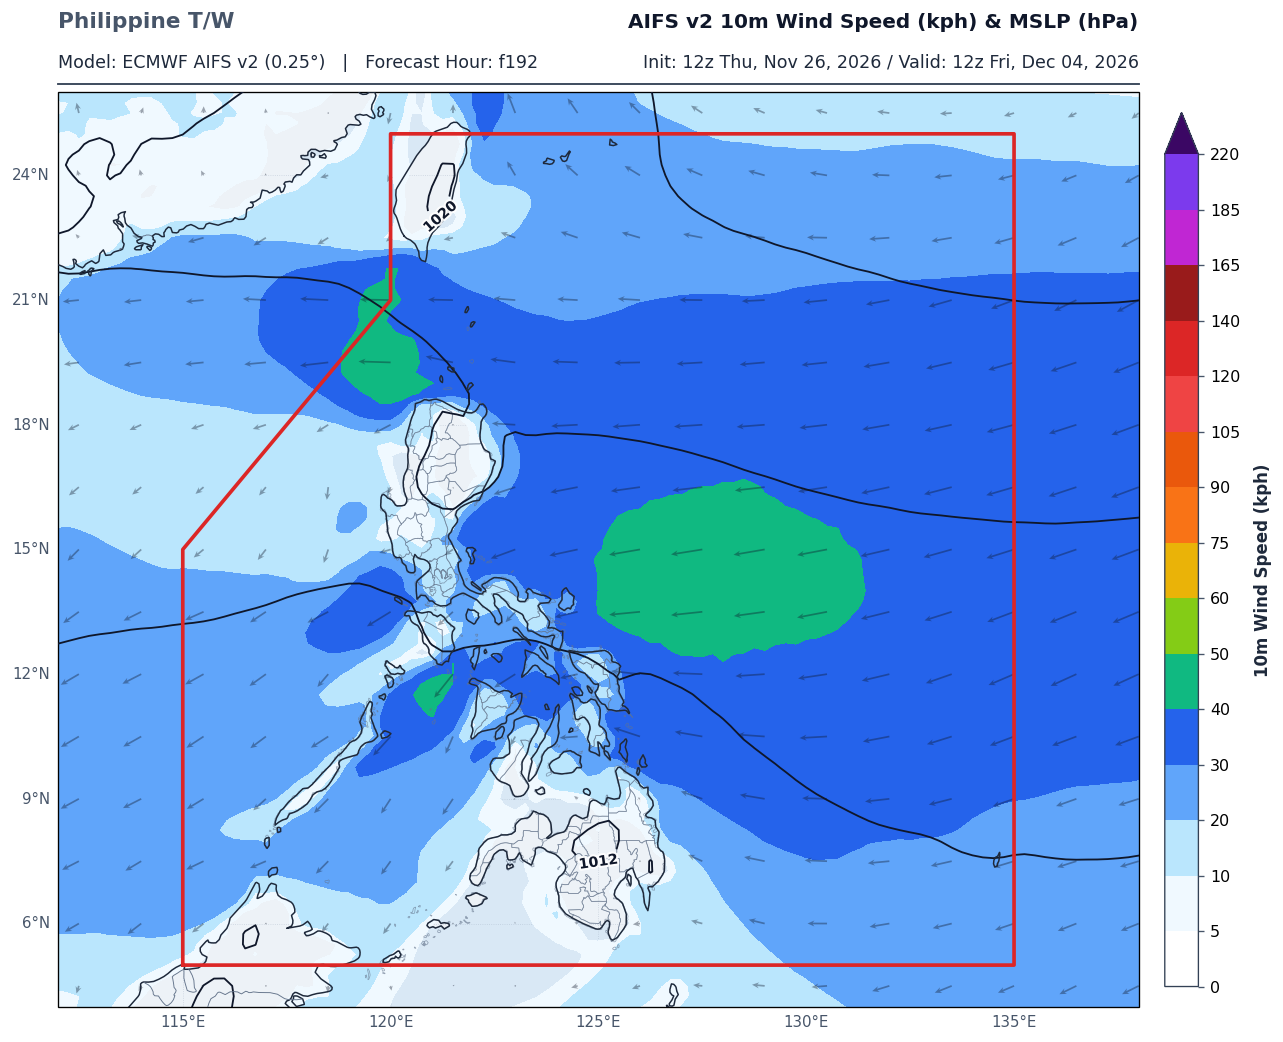 Philippine T/W
AIFS v2 10m Wind Speed (kph) & MSLP (hPa)
Model: ECMWF AIFS v2 (0.25°) | Forecast Hour: f192
Init: 12z Thu, Nov 26, 2026 / Valid: 12z Fri, Dec 04, 2026
24°N
21°N
18°N
15°N
12°N
9°N
6°N
1020
1012
115°E
120°E
125°E
130°E
135°E
220
185
165
140
120
105
90
75
60
50
40
30
20
10
5
0
10m Wind Speed (kph)